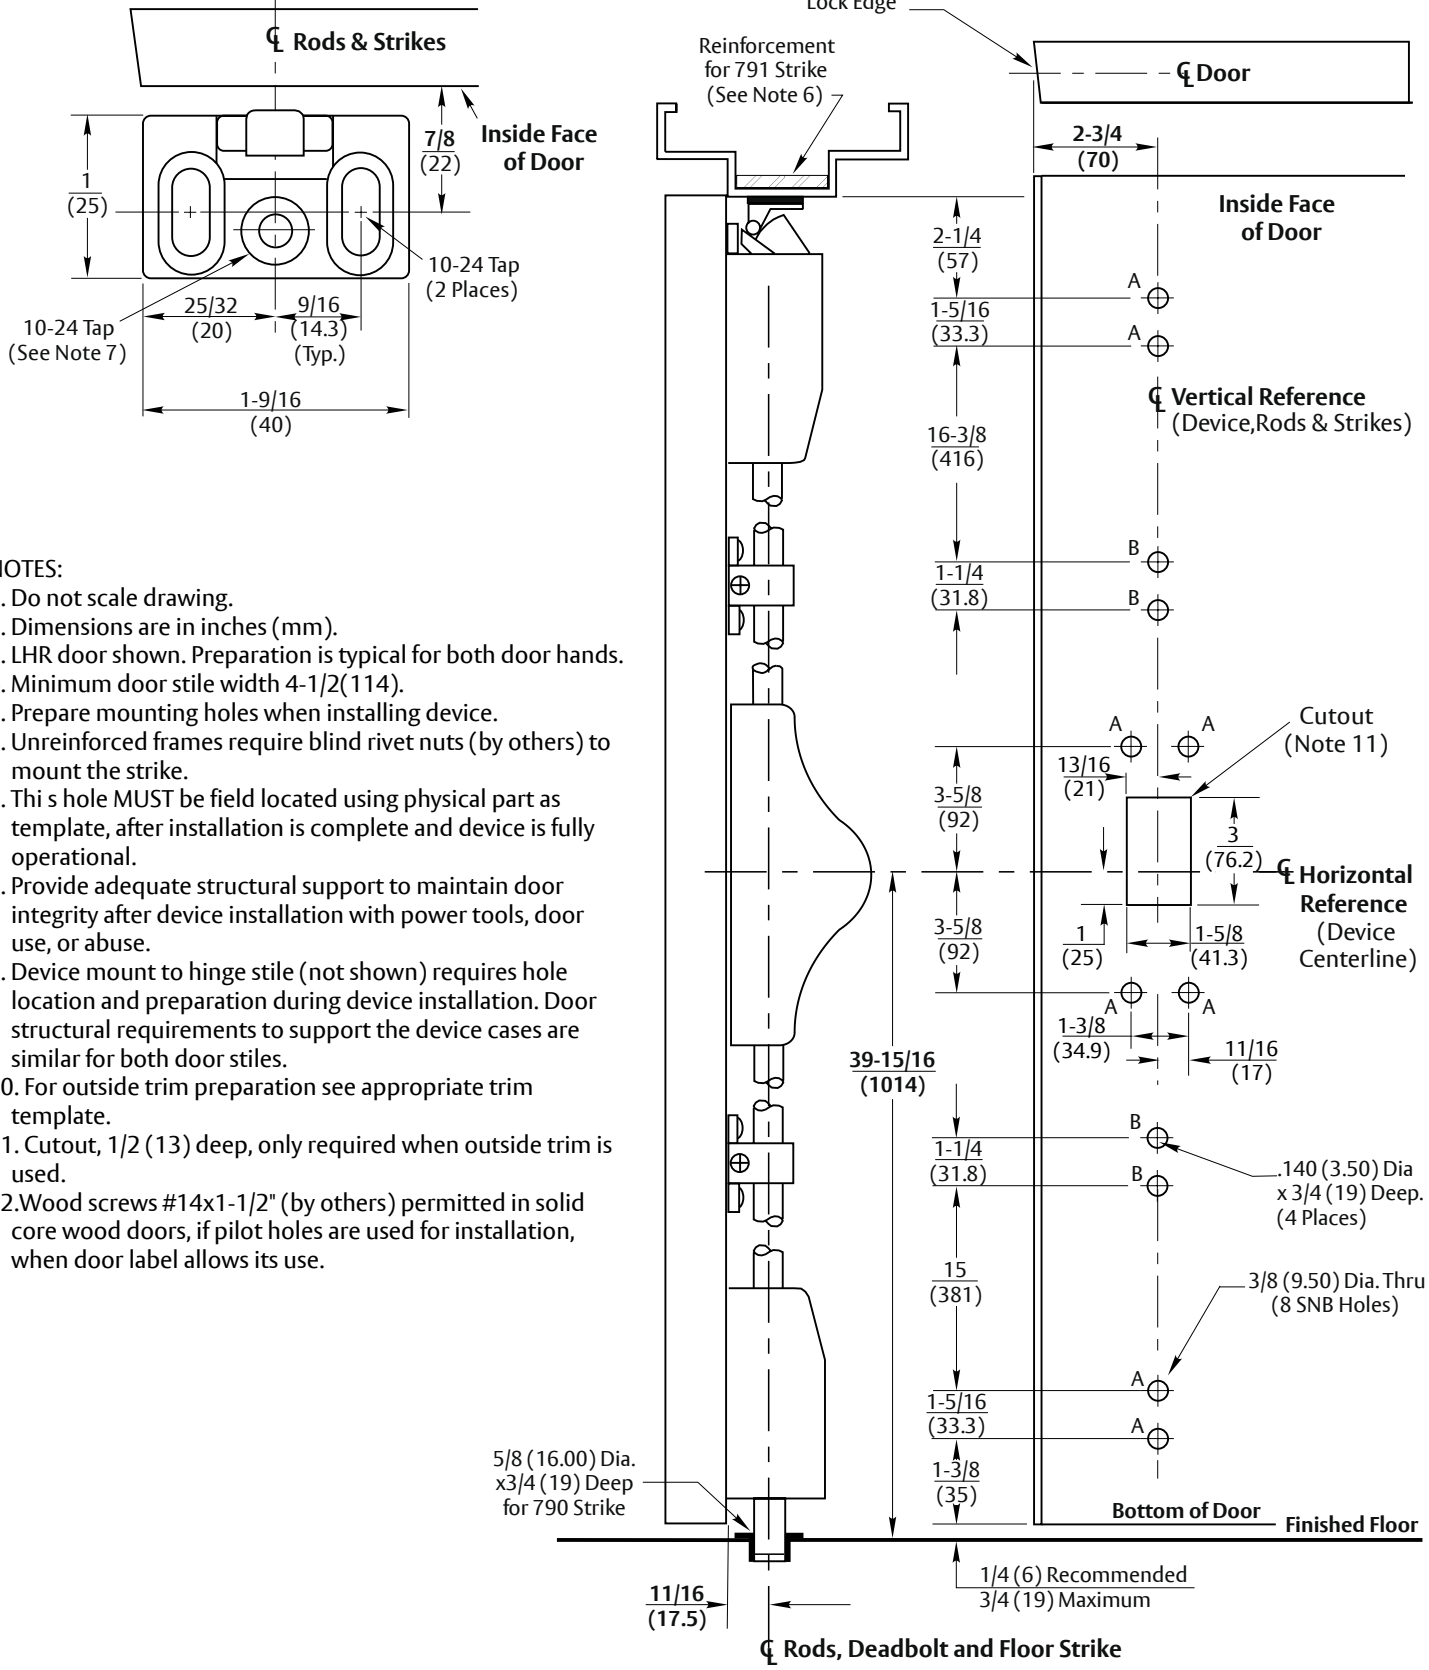 ℄ Rods & Strikes
7/8
(22)
Inside Face
of Door
1
(25)
10-24 Tap
(2 Places)
25/32
(20)
9/16
(14.3)
(Typ.)
10-24 Tap
(See Note 7)
1-9/16
(40)
OTES:
. Do not scale drawing.
. Dimensions are in inches (mm).
. LHR door shown. Preparation is typical for both door hands.
. Minimum door stile width 4-1/2(114).
. Prepare mounting holes when installing device.
. Unreinforced frames require blind rivet nuts (by others) to
mount the strike.
. Thi s hole MUST be field located using physical part as
template, after installation is complete and device is fully
operational.
. Provide adequate structural support to maintain door
integrity after device installation with power tools, door
use, or abuse.
. Device mount to hinge stile (not shown) requires hole
location and preparation during device installation. Door
structural requirements to support the device cases are
similar for both door stiles.
0. For outside trim preparation see appropriate trim
template.
1. Cutout, 1/2 (13) deep, only required when outside trim is
used.
2.Wood screws #14x1-1/2" (by others) permitted in solid
core wood doors, if pilot holes are used for installation,
when door label allows its use.
Lock Edge
Reinforcement
for 791 Strike
(See Note 6)
℄ Door
2-3/4
(70)
Inside Face
of Door
2-1/4
(57)
A
1-5/16
(33.3)
A
℄ Vertical Reference
(Device,Rods & Strikes)
16-3/8
(416)
B
1-1/4
(31.8)
B
A
A
Cutout
(Note 11)
13/16
(21)
3-5/8
(92)
3
(76.2)
℄ Horizontal
Reference
(Device
Centerline)
3-5/8
(92)
1
(25)
1-5/8
(41.3)
A
A
1-3/8
(34.9)
11/16
(17)
39-15/16
(1014)
B
1-1/4
(31.8)
B
.140 (3.50) Dia
x 3/4 (19) Deep.
(4 Places)
15
(381)
3/8 (9.50) Dia. Thru
(8 SNB Holes)
A
1-5/16
(33.3)
A
1-3/8
(35)
5/8 (16.00) Dia.
x3/4 (19) Deep
for 790 Strike
Bottom of Door
Finished Floor
1/4 (6) Recommended
3/4 (19) Maximum
11/16
(17.5)
℄ Rods, Deadbolt and Floor Strike